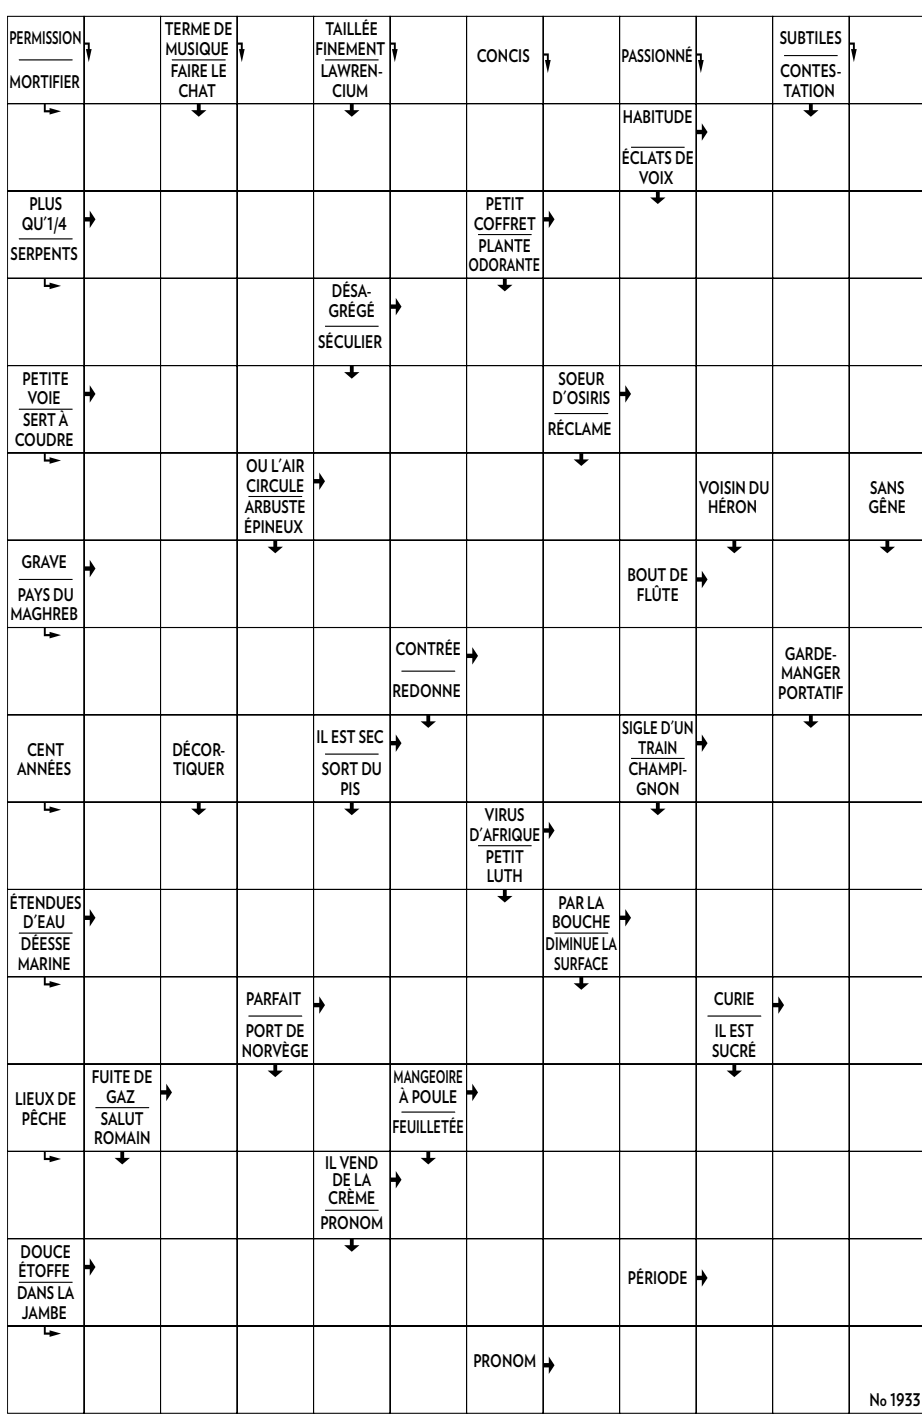 PERMISSION
MORTIFIER
TERME DE
MUSIQUE
FAIRE LE
CHAT
TAILLÉE
FINEMENT
LAWREN-
CIUM
CONCIS
PASSIONNÉ
SUBTILES
CONTES-
TATION
HABITUDE
ÉCLATS DE
VOIX
PLUS
QU'1/4
SERPENTS
PETIT
COFFRET
PLANTE
ODORANTE
DÉSA-
GRÉGÉ
SÉCULIER
PETITE
VOIE
SERT À
COUDRE
SOEUR
D'OSIRIS
RÉCLAME
OU L'AIR
CIRCULE
ARBUSTE
ÉPINEUX
VOISIN DU
HÉRON
SANS
GÊNE
GRAVE
PAYS DU
MAGHREB
BOUT DE
FLÛTE
CONTRÉE
REDONNE
GARDE-
MANGER
PORTATIF
CENT
ANNÉES
DÉCOR-
TIQUER
IL EST SEC
SORT DU
PIS
SIGLE D'UN
TRAIN
CHAMPI-
GNON
VIRUS
D'AFRIQUE
PETIT
LUTH
ÉTENDUES
D'EAU
DÉESSE
MARINE
PAR LA
BOUCHE
DIMINUE LA
SURFACE
PARFAIT
PORT DE
NORVÈGE
CURIE
IL EST
SUCRÉ
LIEUX DE
PÊCHE
FUITE DE
GAZ
SALUT
ROMAIN
MANGEOIRE
À POULE
FEUILLETÉE
IL VEND
DE LA
CRÈME
PRONOM
DOUCE
ÉTOFFE
DANS LA
JAMBE
PÉRIODE
PRONOM
No 1933